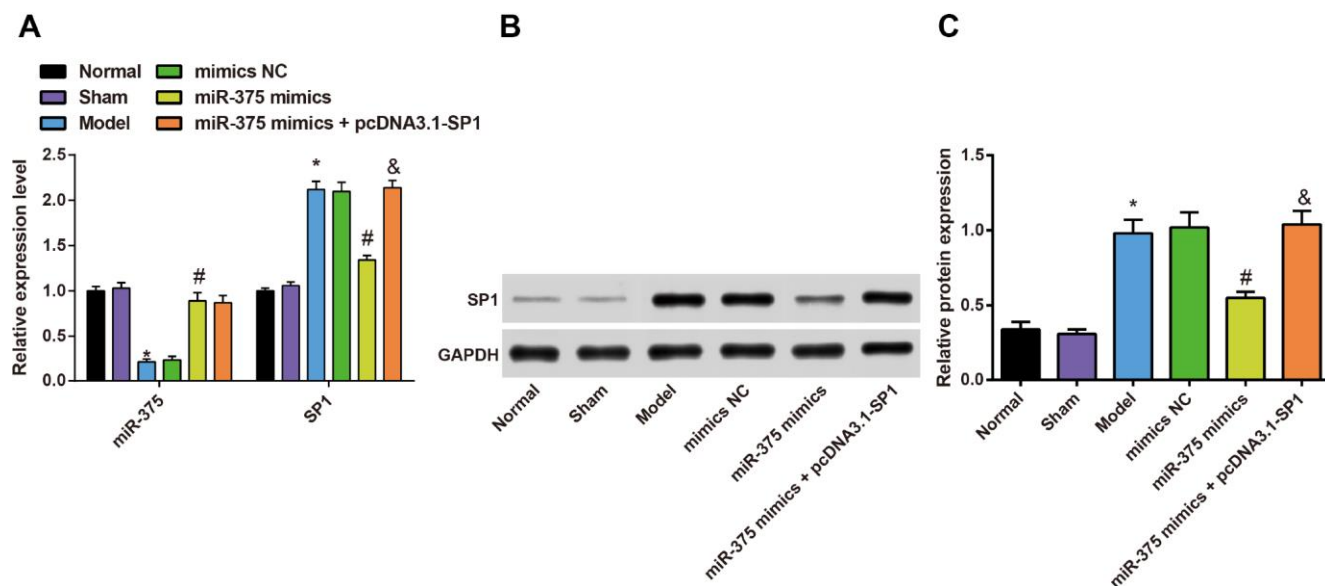 A
Normal
mimics NC
Sham
miR-375 mimics
Model
miR-375 mimics + pcDNA3.1-SP1
Relative expression level
2.5
2.0
1.5
1.0
0.5
0.0
*
#
*
#
&
miR-375
SP1
B
SP1
GAPDH
Normal
Sham
Model
mimics NC
miR-375 mimics
miR-375 mimics + pcDNA3.1-SP1
C
Relative protein expression
1.5
1.0
0.5
0.0
*
#
&
Normal
Sham
Model
mimics NC
miR-375 mimics
miR-375 mimics + pcDNA3.1-SP1